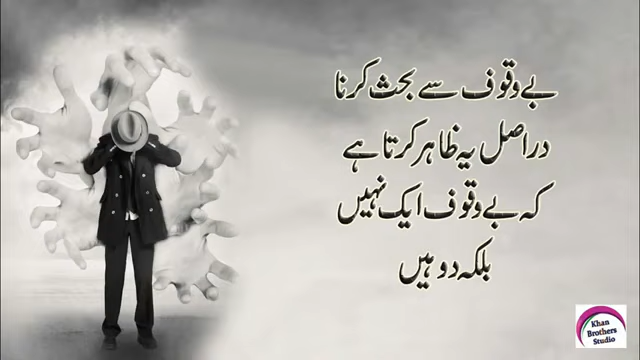 بے وقوف سے بحث کرنا
دراصل یہ ظاہر کرتا ہے
کہ بے وقوف ایک نہیں
بلکہ دو ہیں
Khan
Brothers
Studio